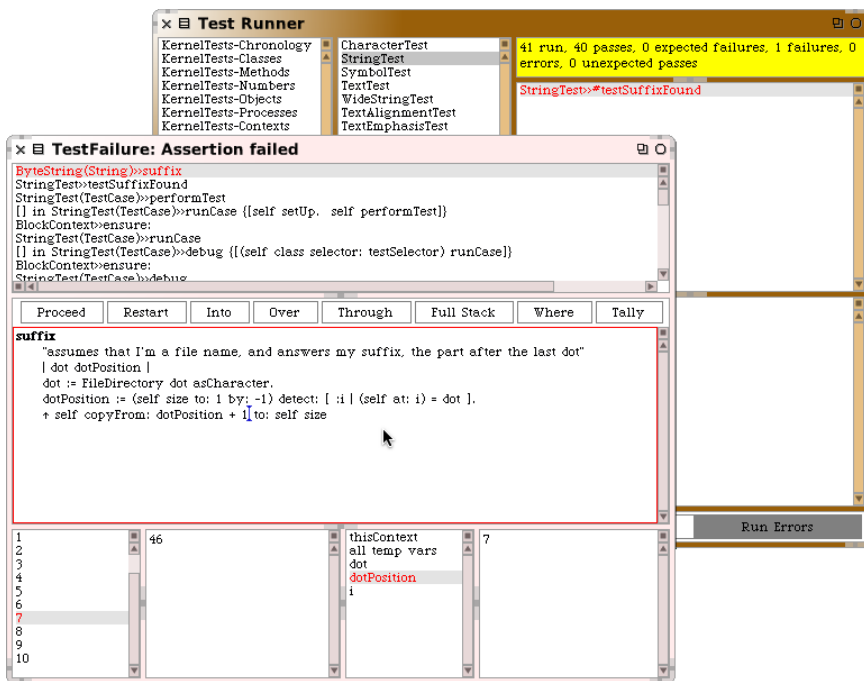 Test Runner
KernelTests-Chronology
KernelTests-Classes
KernelTests-Methods
KernelTests-Numbers
KernelTests-Objects
KernelTests-Processes
KernelTests-Contexts
CharacterTest
StringTest
SymbolTest
TextTest
WideStringTest
TextAlignmentTest
TextEmphasisTest
41 run, 40 passes, 0 expected failures, 1 failures, 0
errors, 0 unexpected passes
StringTest>>#testSuffixFound
Run Errors
TestFailure: Assertion failed
ByteString(String)>>suffix
StringTest>>testSuffixFound
StringTest(TestCase)>>performTest
[] in StringTest(TestCase)>>runCase {[self setUp. self performTest]}
BlockContext>>ensure:
StringTest(TestCase)>>runCase
[] in StringTest(TestCase)>>debug {[(self class selector: testSelector) runCase]}
BlockContext>>ensure:
StringTest(TestCase)>>debug
Proceed
Restart
Into
Over
Through
Full Stack
Where
Tally
suffix
"assumes that I'm a file name, and answers my suffix, the part after the last dot"
| dot dotPosition |
dot := FileDirectory dot asCharacter.
dotPosition := (self size to: 1 by: -1) detect: [ :i | (self at: i) = dot ].
↑ self copyFrom: dotPosition + 1 to: self size
1
2
3
4
5
6
7
8
9
10
46
thisContext
all temp vars
dot
dotPosition
i
7